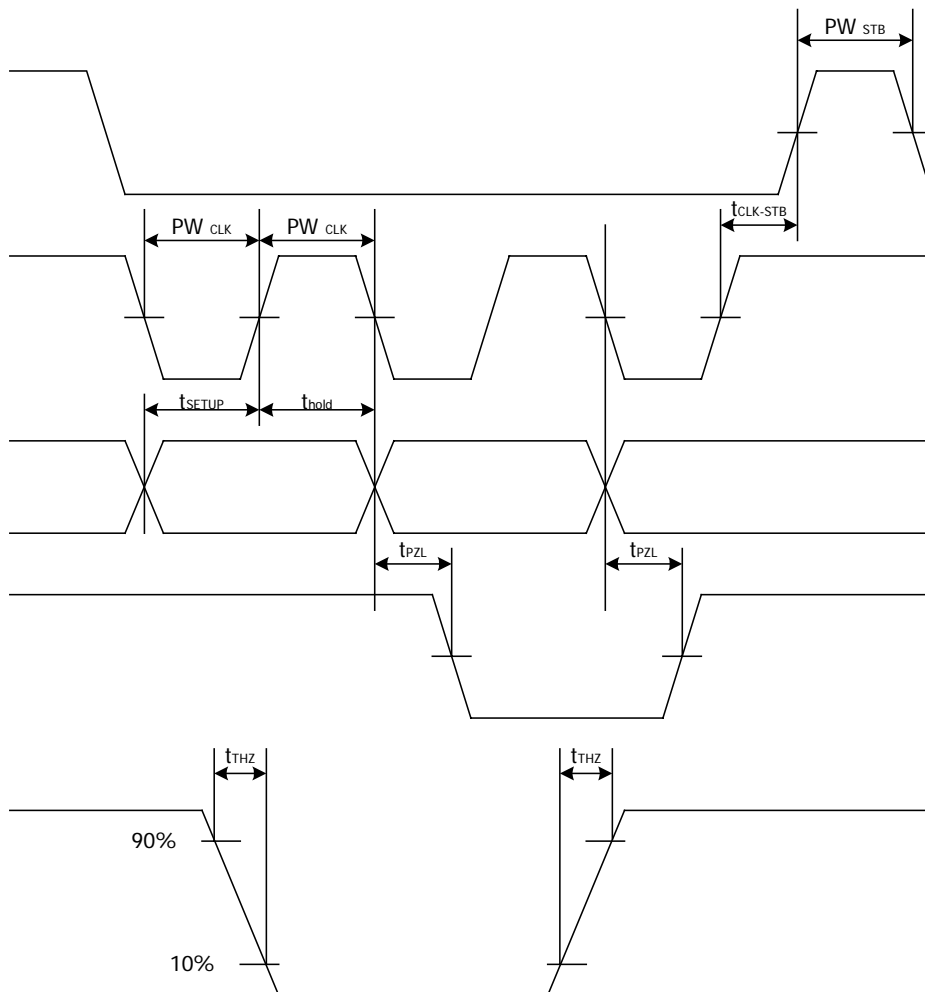 PW STB
tCLK-STB
PW CLK PW CLK
tSETUP thold
tPZL tPZL
tTHZ tTHZ
90%
10%